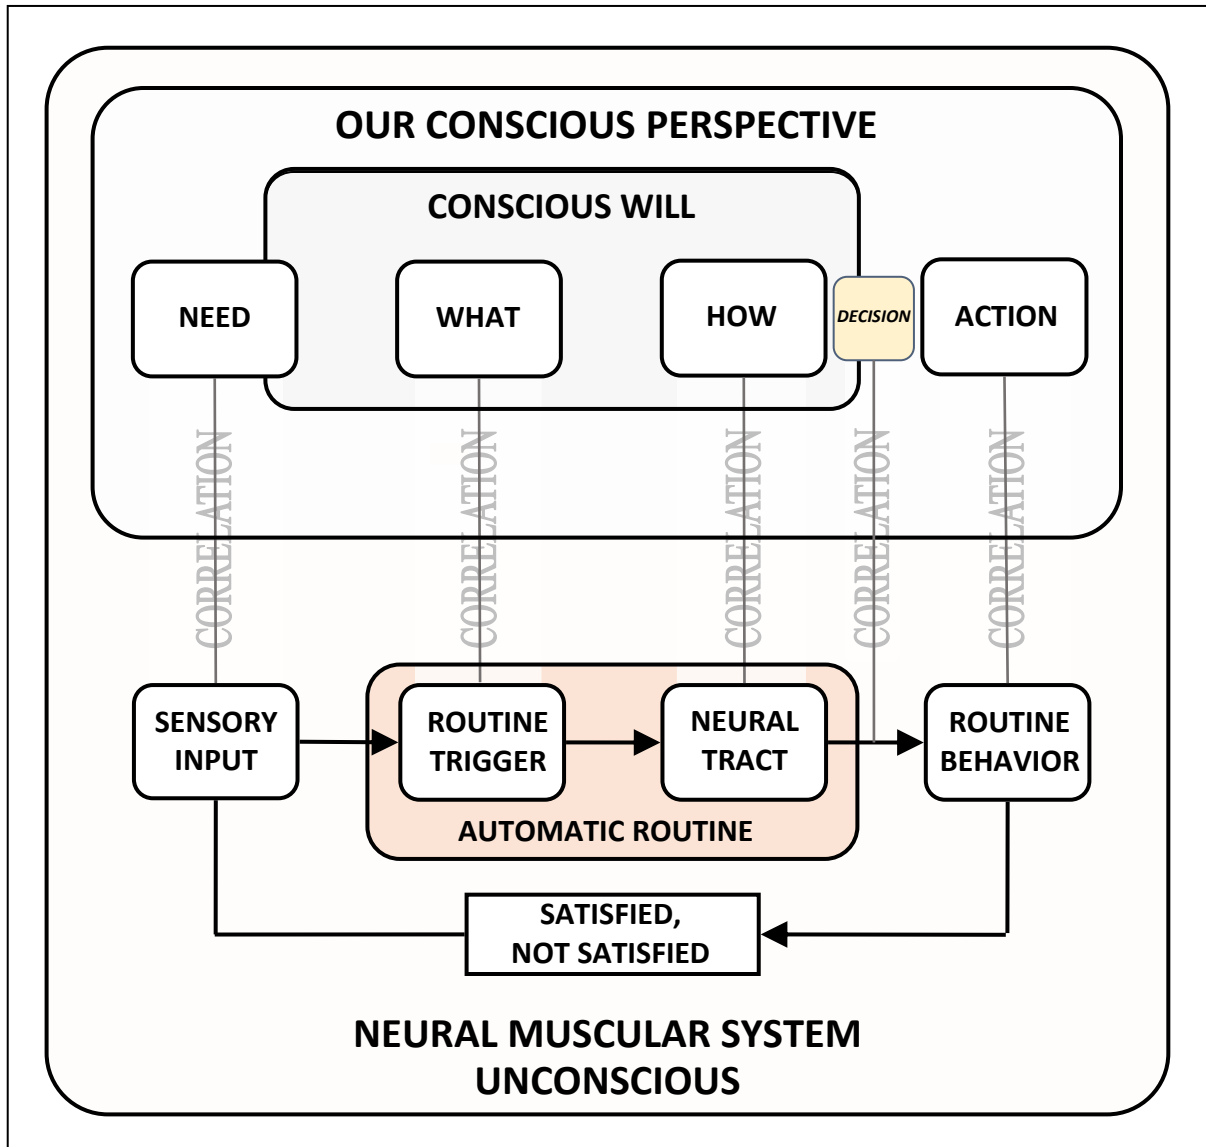 OUR CONSCIOUS PERSPECTIVE
CONSCIOUS WILL
NEED
WHAT
HOW
DECISION
ACTION
CORRELATION
CORRELATION
CORRELATION
CORRELATION
CORRELATION
SENSORY
INPUT
ROUTINE
TRIGGER
NEURAL
TRACT
ROUTINE
BEHAVIOR
AUTOMATIC ROUTINE
SATISFIED,
NOT SATISFIED
NEURAL MUSCULAR SYSTEM
UNCONSCIOUS